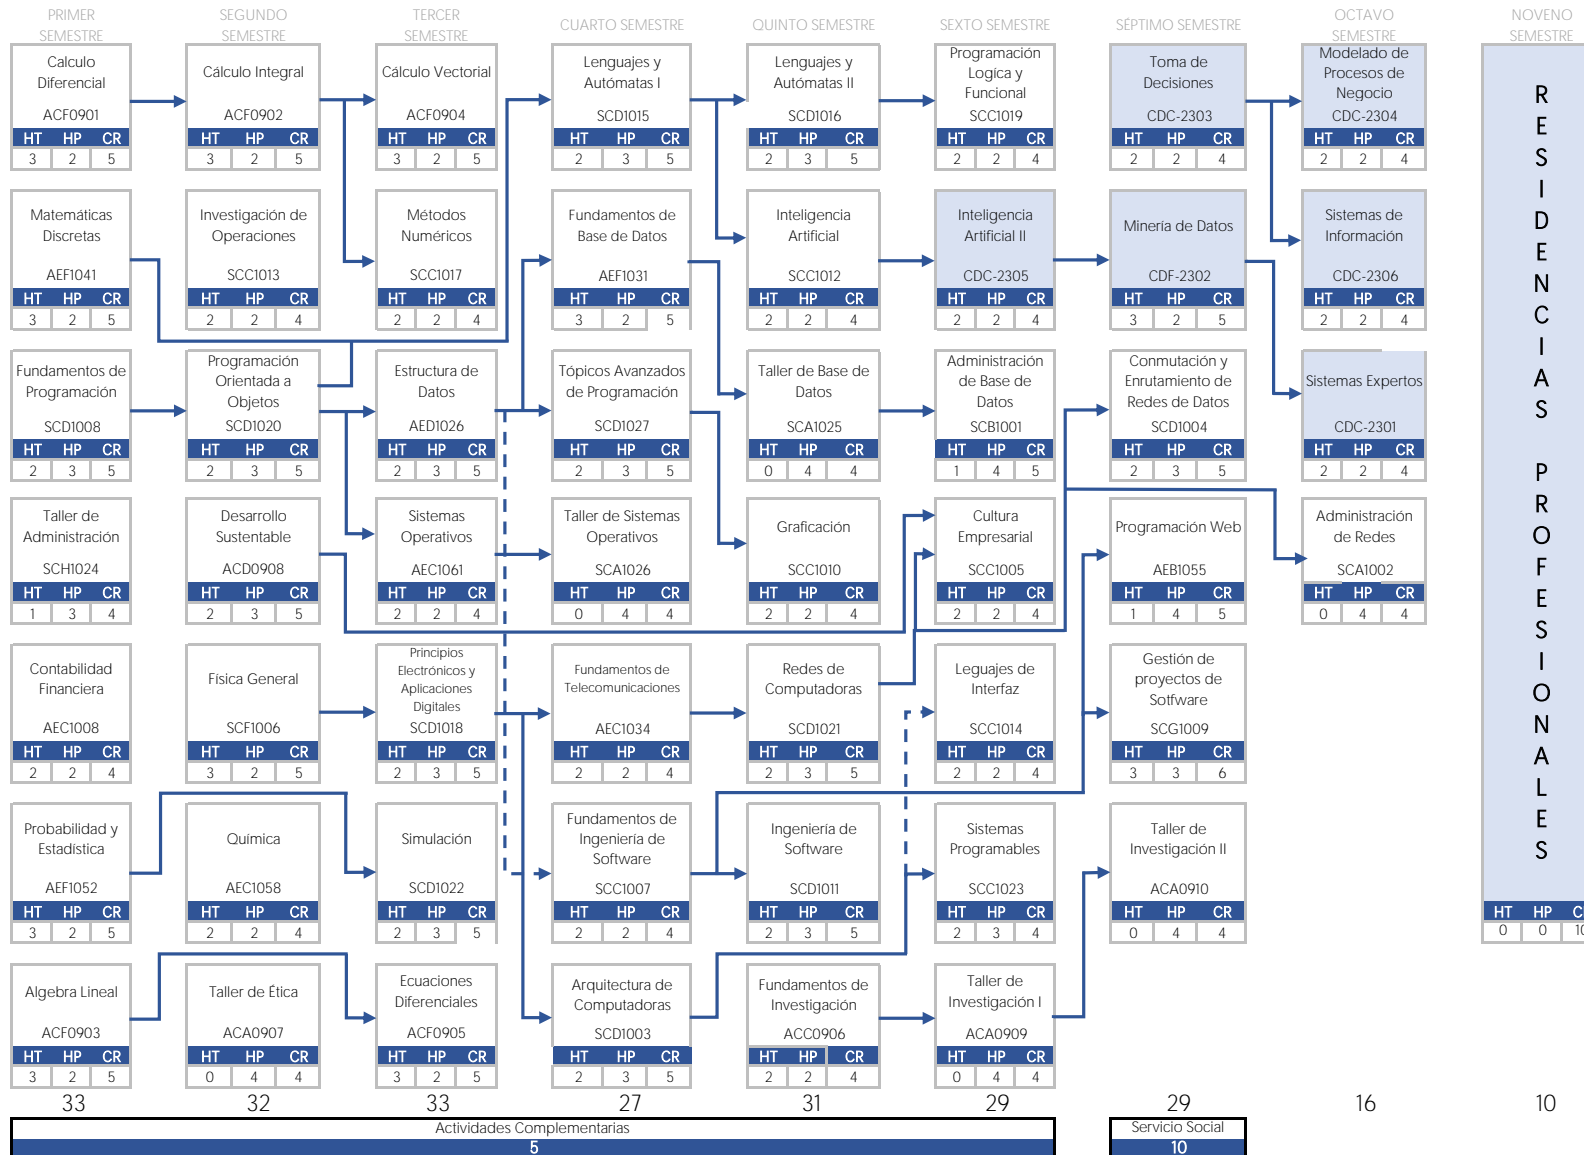 PRIMER
SEMESTRE
SEGUNDO
SEMESTRE
TERCER
SEMESTRE
CUARTO SEMESTRE
QUINTO SEMESTRE
SEXTO SEMESTRE
SÉPTIMO SEMESTRE
OCTAVO
SEMESTRE
NOVENO
SEMESTRE
Calculo
Diferencial
ACF0901
HT HP CR
3 2 5
Cálculo Integral
ACF0902
HT HP CR
3 2 5
Cálculo Vectorial
ACF0904
HT HP CR
3 2 5
Lenguajes y
Autómatas I
SCD1015
HT HP CR
2 3 5
Lenguajes y
Autómatas II
SCD1016
HT HP CR
2 3 5
Programación
Logíca y
Funcional
SCC1019
HT HP CR
2 2 4
Toma de
Decisiones
CDC-2303
HT HP CR
2 2 4
Modelado de
Procesos de
Negocio
CDC-2304
HT HP CR
2 2 4
Matemáticas
Discretas
AEF1041
HT HP CR
3 2 5
Investigación de
Operaciones
SCC1013
HT HP CR
2 2 4
Métodos
Numéricos
SCC1017
HT HP CR
2 2 4
Fundamentos de
Base de Datos
AEF1031
HT HP CR
3 2 5
Inteligencia
Artificial
SCC1012
HT HP CR
2 2 4
Inteligencia
Artificial II
CDC-2305
HT HP CR
2 2 4
Minería de Datos
CDF-2302
HT HP CR
3 2 5
Sistemas de
Información
CDC-2306
HT HP CR
2 2 4
Fundamentos de
Programación
SCD1008
HT HP CR
2 3 5
Programación
Orientada a
Objetos
SCD1020
HT HP CR
2 3 5
Estructura de
Datos
AED1026
HT HP CR
2 3 5
Tópicos Avanzados
de Programación
SCD1027
HT HP CR
2 3 5
Taller de Base de
Datos
SCA1025
HT HP CR
0 4 4
Administración
de Base de
Datos
SCB1001
HT HP CR
1 4 5
Conmutación y
Enrutamiento de
Redes de Datos
SCD1004
HT HP CR
2 3 5
Sistemas Expertos
CDC-2301
HT HP CR
2 2 4
Taller de
Administración
SCH1024
HT HP CR
1 3 4
Desarrollo
Sustentable
ACD0908
HT HP CR
2 3 5
Sistemas
Operativos
AEC1061
HT HP CR
2 2 4
Taller de Sistemas
Operativos
SCA1026
HT HP CR
0 4 4
Graficación
SCC1010
HT HP CR
2 2 4
Cultura
Empresarial
SCC1005
HT HP CR
2 2 4
Programación Web
AEB1055
HT HP CR
1 4 5
Administración
de Redes
SCA1002
HT HP CR
0 4 4
Contabilidad
Financiera
AEC1008
HT HP CR
2 2 4
Física General
SCF1006
HT HP CR
3 2 5
Principios
Electrónicos y
Aplicaciones
Digitales
SCD1018
HT HP CR
2 3 5
Fundamentos de
Telecomunicaciones
AEC1034
HT HP CR
2 2 4
Redes de
Computadoras
SCD1021
HT HP CR
2 3 5
Leguajes de
Interfaz
SCC1014
HT HP CR
2 2 4
Gestión de
proyectos de
Sotfware
SCG1009
HT HP CR
3 3 6
Probabilidad y
Estadística
AEF1052
HT HP CR
3 2 5
Química
AEC1058
HT HP CR
2 2 4
Simulación
SCD1022
HT HP CR
2 3 5
Fundamentos de
Ingeniería de
Software
SCC1007
HT HP CR
2 2 4
Ingeniería de
Software
SCD1011
HT HP CR
2 3 5
Sistemas
Programables
SCC1023
HT HP CR
2 3 4
Taller de
Investigación II
ACA0910
HT HP CR
0 4 4
Algebra Lineal
ACF0903
HT HP CR
3 2 5
Taller de Ética
ACA0907
HT HP CR
0 4 4
Ecuaciones
Diferenciales
ACF0905
HT HP CR
3 2 5
Arquitectura de
Computadoras
SCD1003
HT HP CR
2 3 5
Fundamentos de
Investigación
ACC0906
HT HP CR
2 2 4
Taller de
Investigación I
ACA0909
HT HP CR
0 4 4
RESIDENCIAS PROFESIONALES
HT HP
0 0 10
33 32 33 27 31 29 29 16 10
Actividades Complementarias
5
Servicio Social
10